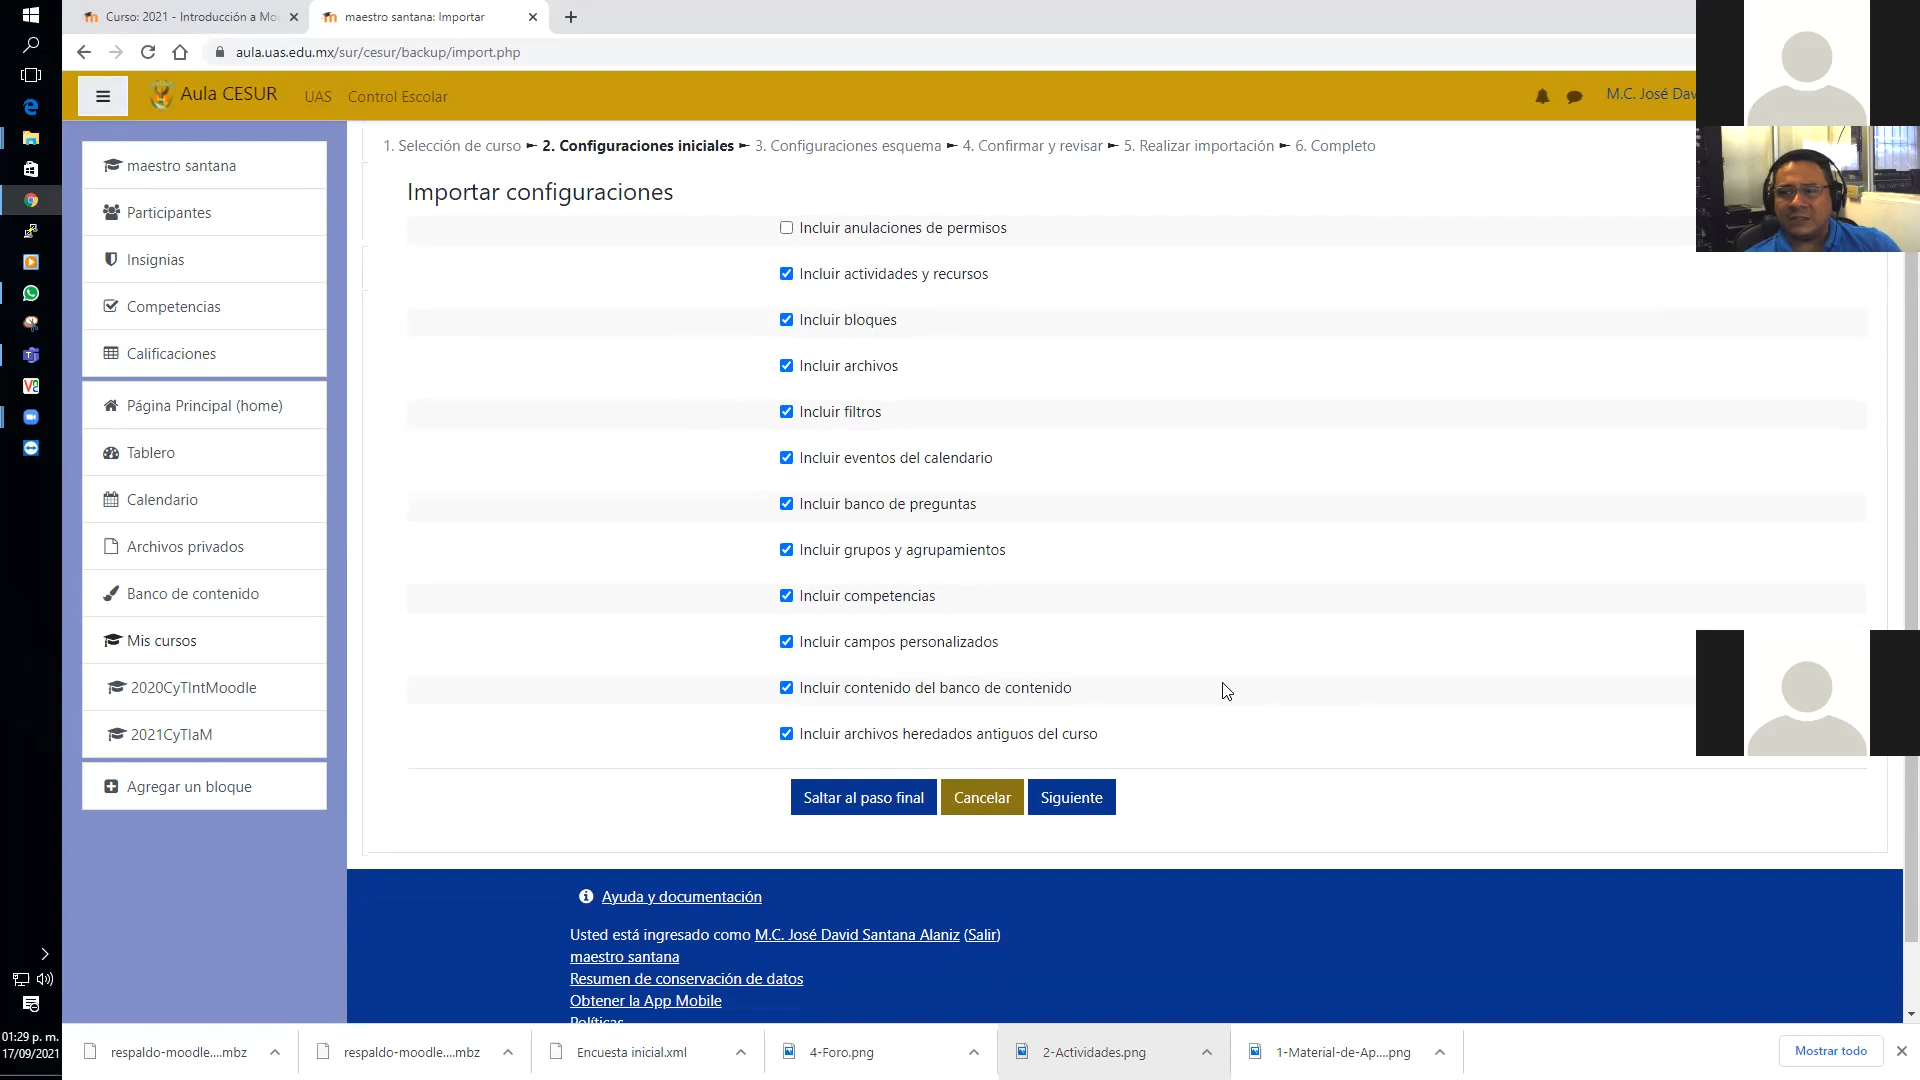 Curso: 2021 - Introducción a Mo
maestro santana: Importar
aula.uas.edu.mx/sur/cesur/backup/import.php
Aula CESUR
UAS
Control Escolar
M.C. José Dav
1. Selección de curso ► 2. Configuraciones iniciales ► 3. Configuraciones esquema ► 4. Confirmar y revisar ► 5. Realizar importación ► 6. Completo
maestro santana
Participantes
Insignias
Competencias
Calificaciones
Página Principal (home)
Tablero
Calendario
Archivos privados
Banco de contenido
Mis cursos
2020CyTIntMoodle
2021CyTIaM
Agregar un bloque
Importar configuraciones
Incluir anulaciones de permisos
Incluir actividades y recursos
Incluir bloques
Incluir archivos
Incluir filtros
Incluir eventos del calendario
Incluir banco de preguntas
Incluir grupos y agrupamientos
Incluir competencias
Incluir campos personalizados
Incluir contenido del banco de contenido
Incluir archivos heredados antiguos del curso
Saltar al paso final
Cancelar
Siguiente
Ayuda y documentación
Usted está ingresado como M.C. José David Santana Alaniz (Salir)
maestro santana
Resumen de conservación de datos
Obtener la App Mobile
Políticas
01:29 p. m.
17/09/2021
respaldo-moodle....mbz
respaldo-moodle....mbz
Encuesta inicial.xml
4-Foro.png
2-Actividades.png
1-Material-de-Ap....png
Mostrar todo